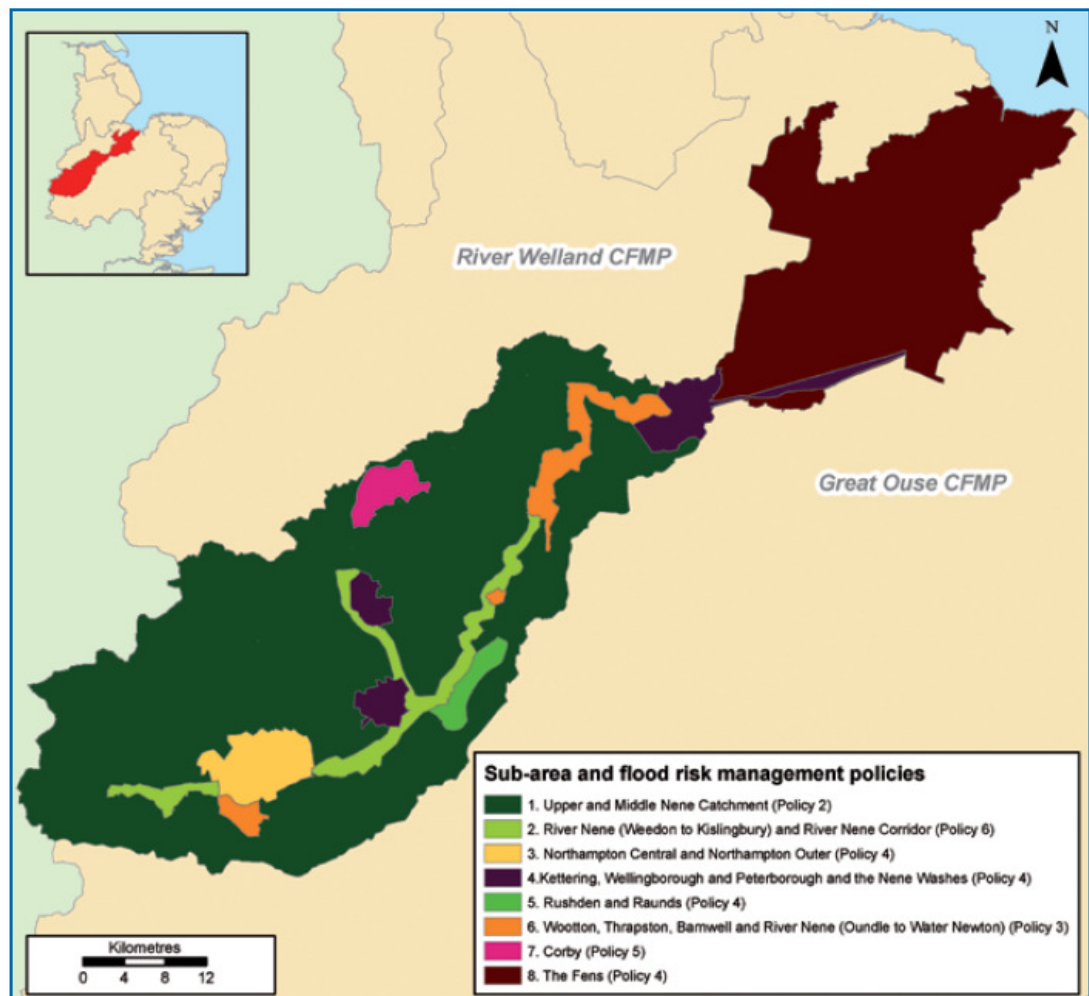 N
River Welland CFMP
Great Ouse CFMP
Sub-area and flood risk management policies
1. Upper and Middle Nene Catchment (Policy 2)
2. River Nene (Weedon to Kislingbury) and River Nene Corridor (Policy 6)
3. Northampton Central and Northampton Outer (Policy 4)
4.Kettering, Wellingborough and Peterborough and the Nene Washes (Policy 4)
5. Rushden and Raunds (Policy 4)
6. Wootton, Thrapston, Barnwell and River Nene (Oundle to Water Newton) (Policy 3)
7. Corby (Policy 5)
8. The Fens (Policy 4)
Kilometres
0 4 8 12